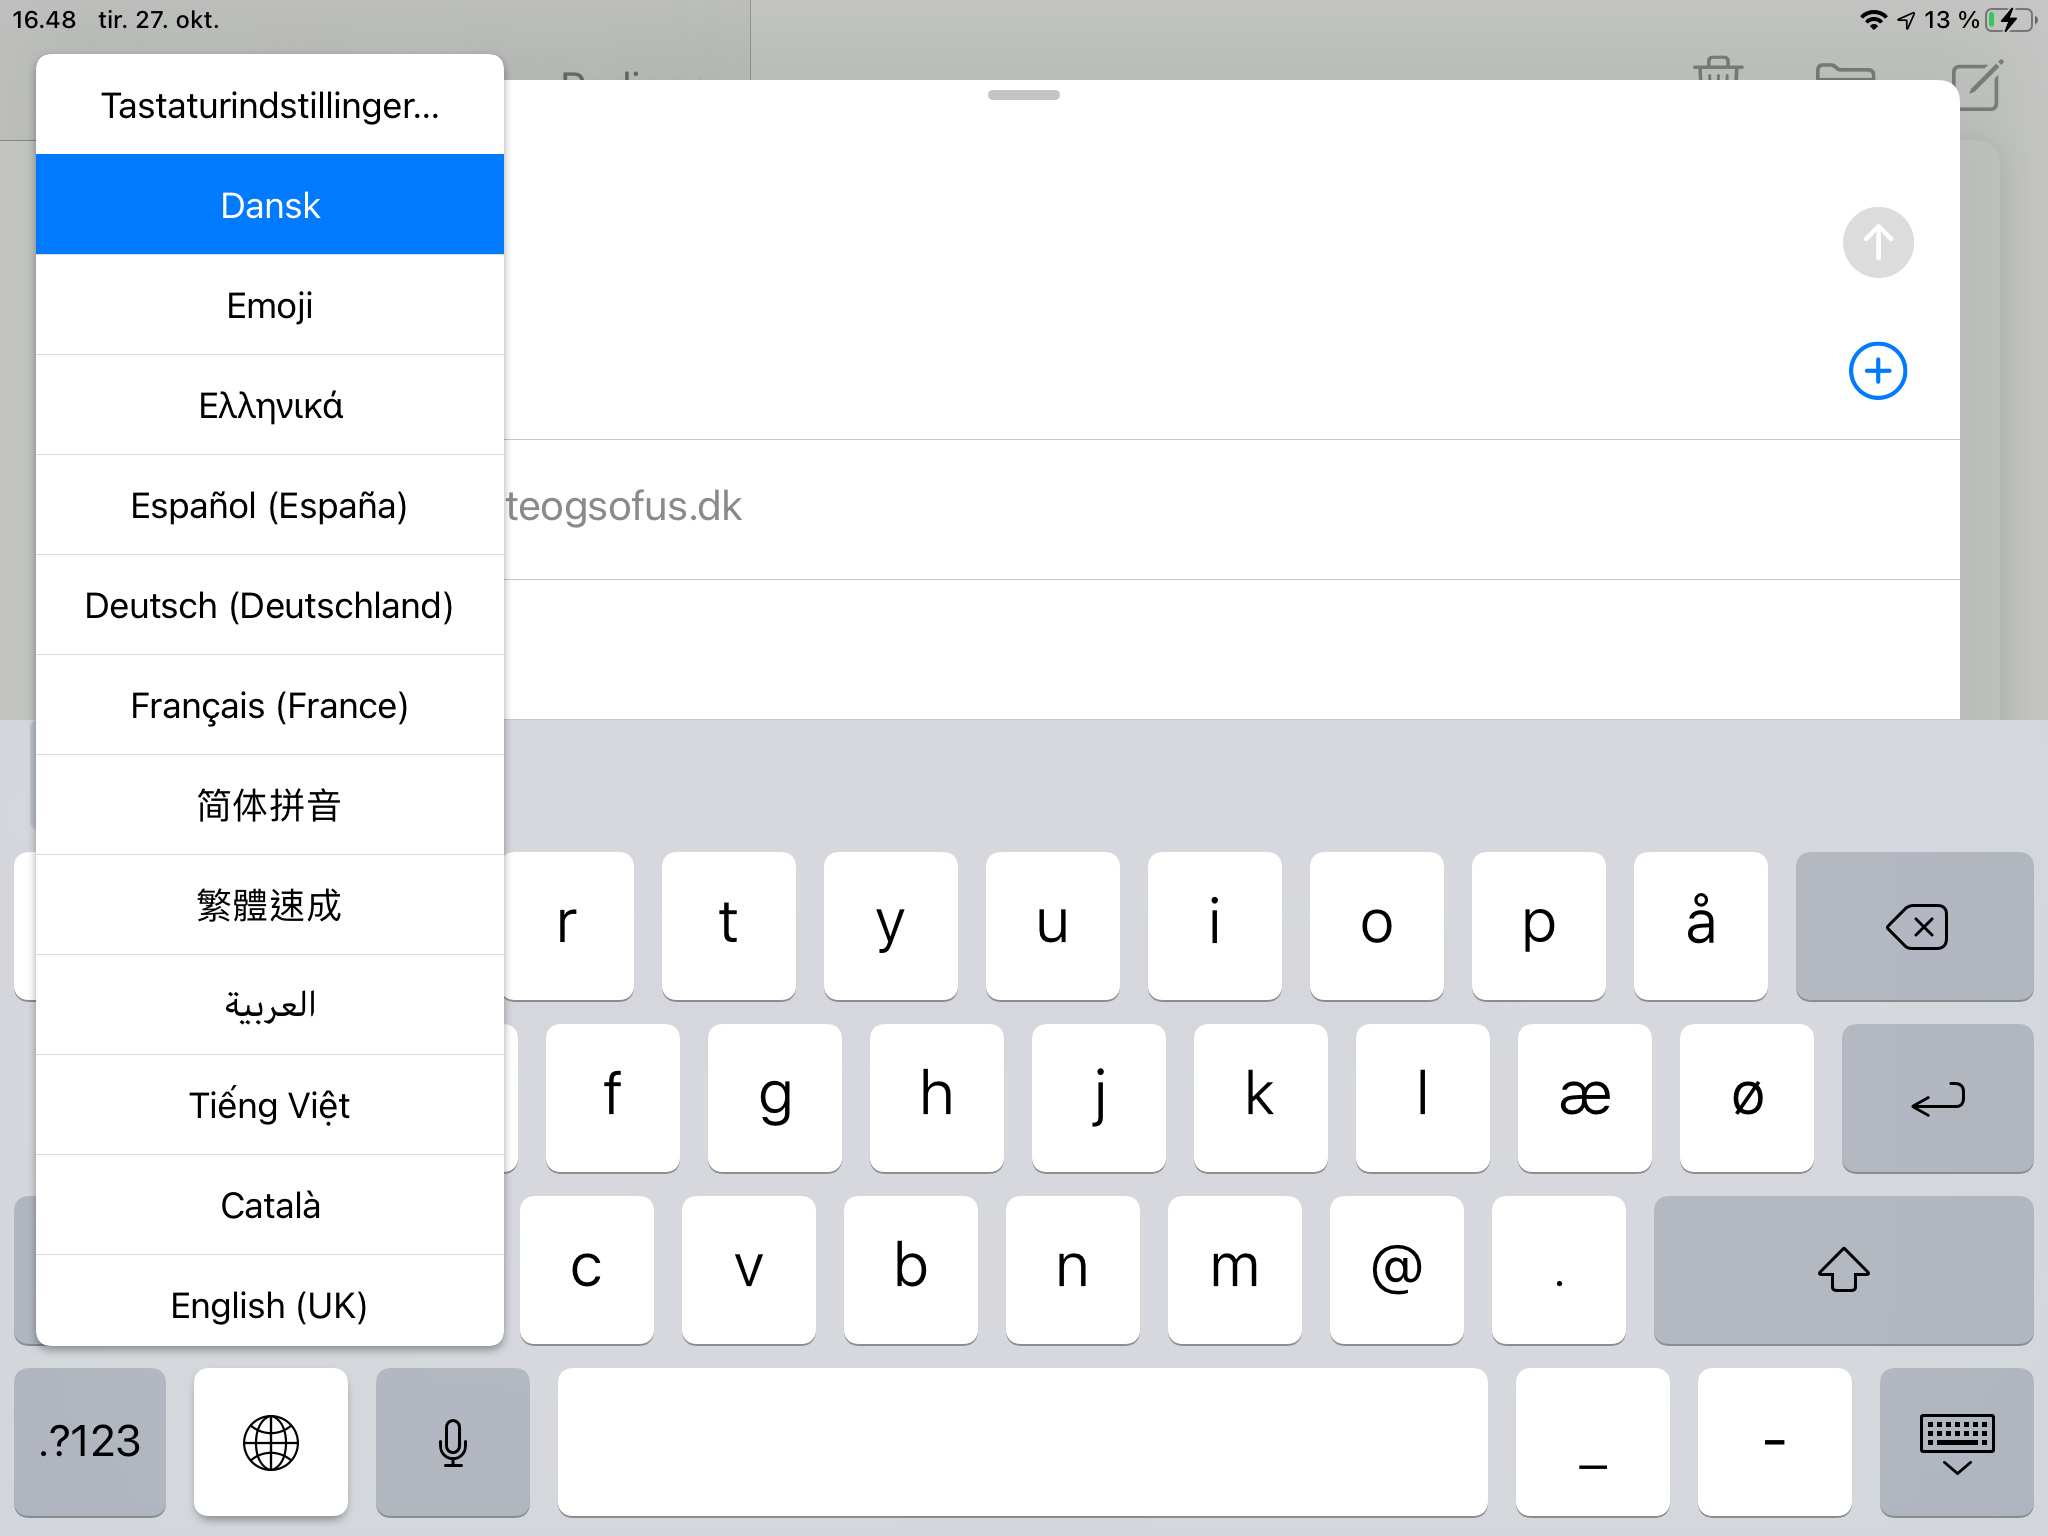 16.48 tir. 27. okt.
13 %
Tastaturindstillinger...
Dansk
Emoji
Ελληνικά
Español (España)
Deutsch (Deutschland)
Français (France)
简体拼音
繁體速成
العربية
Tiếng Việt
Català
English (UK)
teogsofus.dk
r t y u i o p å
f g h j k l æ ø
c v b n m @ .
.?123 _ -